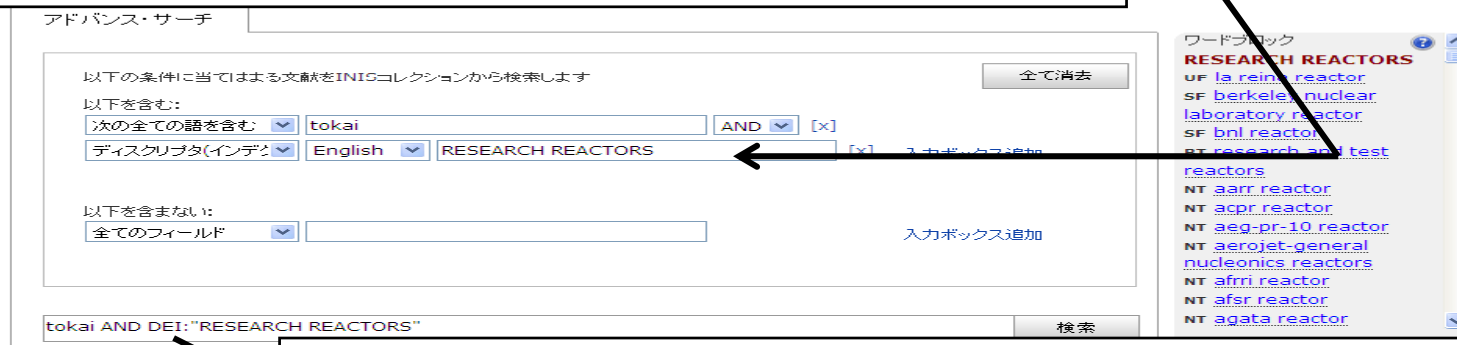 アドバンス・サーチ
以下の条件に当てはまる文献をINISコレクションから検索します
全て消去
以下を含む:
次の全ての語を含む tokai AND [x]
ディスクリプタ(インデ English RESEARCH REACTORS [x] 入力ボックス追加
以下を含まない:
全てのフィールド 入力ボックス追加
tokai AND DEI:"RESEARCH REACTORS" 検索
ワードブロック
RESEARCH REACTORS
UF la reina reactor
SF berkeley nuclear
laboratory reactor
SF bnl reactor
BT research and test
reactors
NT aarr reactor
NT acpr reactor
NT aeg-pr-10 reactor
NT aerojet-general
nucleonics reactors
NT afrri reactor
NT afsr reactor
NT agata reactor